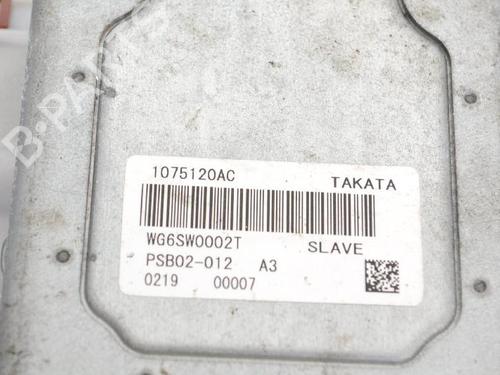 B-PARTS
1075120AC TAKATA
WG6SW0002T SLAVE
PSB02-012 A3
0219 00007